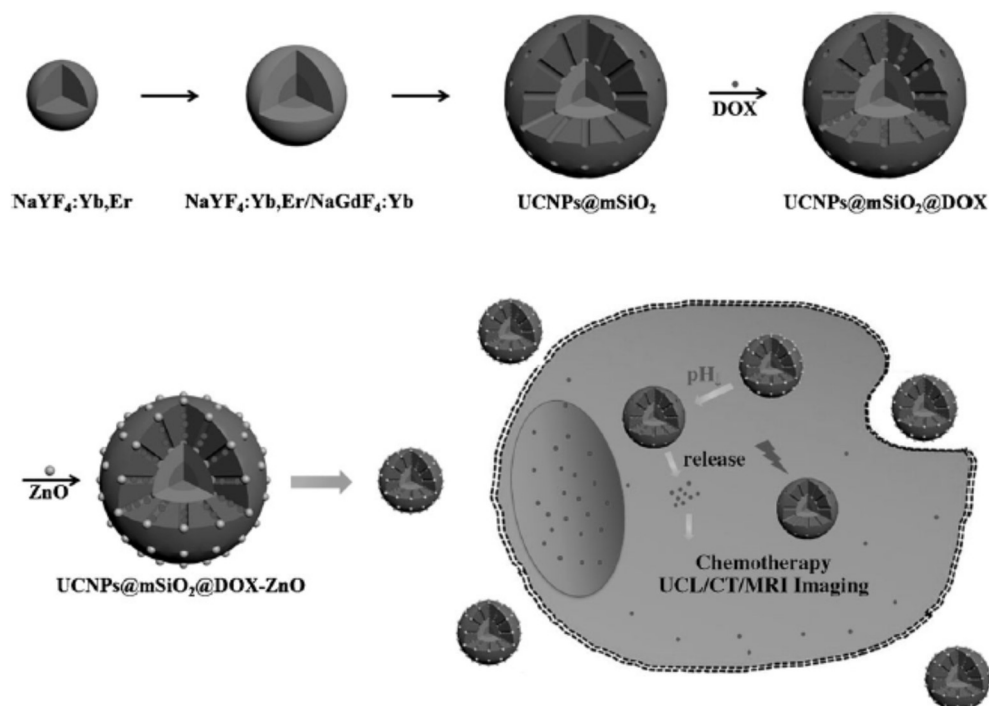 NaYF₄:Yb,Er
NaYF₄:Yb,Er/NaGdF₄:Yb
UCNPs@mSiO₂
DOX
UCNPs@mSiO₂@DOX
ZnO
UCNPs@mSiO₂@DOX-ZnO
pH↓
release
Chemotherapy
UCL/CT/MRI Imaging